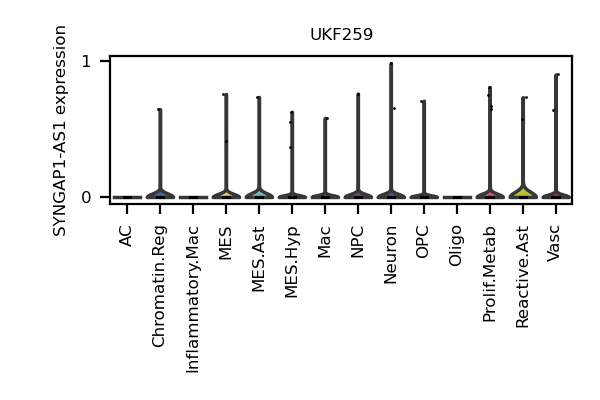 UKF259
SYNGAP1-AS1 expression
1
0
AC
Chromatin.Reg
Inflammatory.Mac
MES
MES.Ast
MES.Hyp
Mac
NPC
Neuron
OPC
Oligo
Prolif.Metab
Reactive.Ast
Vasc